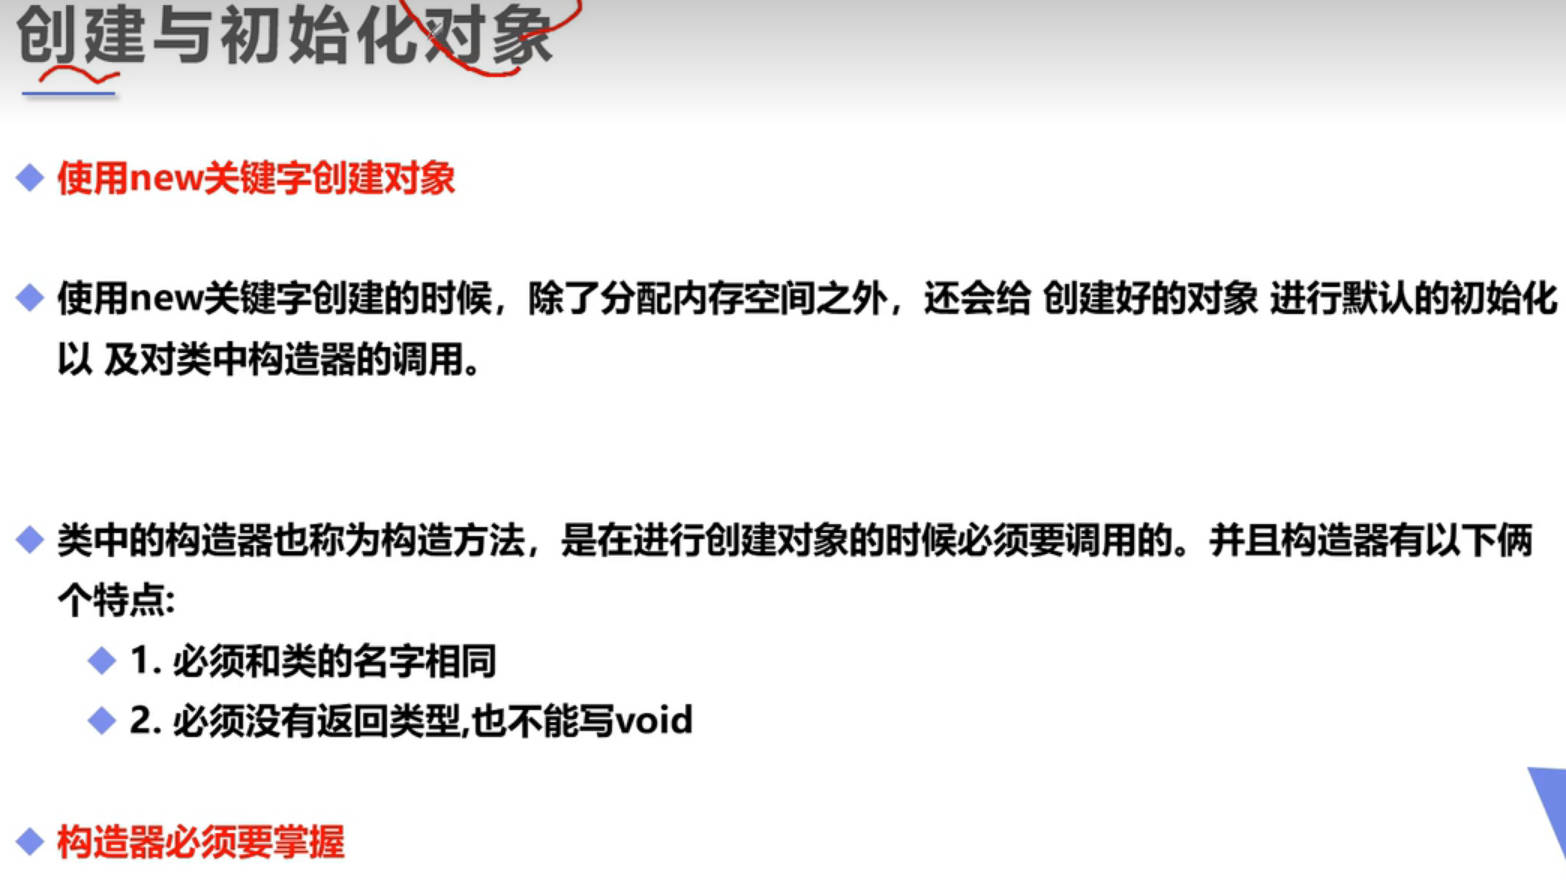 创建与初始化对象
使用new关键字创建对象
使用new关键字创建的时候，除了分配内存空间之外，还会给 创建好的对象 进行默认的初始化
以 及对类中构造器的调用。
类中的构造器也称为构造方法，是在进行创建对象的时候必须要调用的。并且构造器有以下俩
个特点:
1. 必须和类的名字相同
2. 必须没有返回类型,也不能写void
构造器必须要掌握